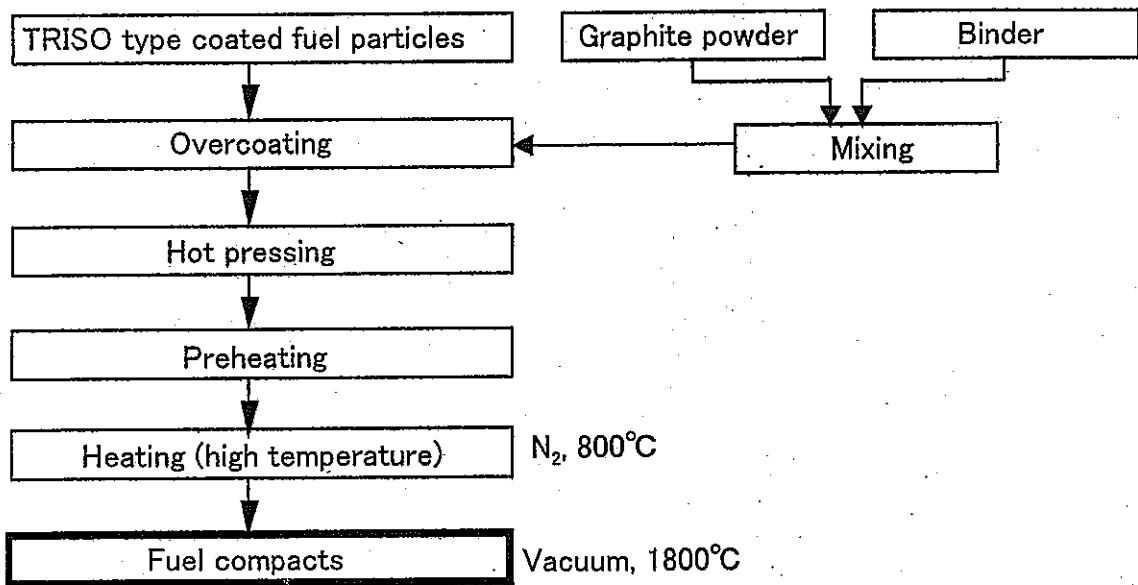 TRISO type coated fuel particles
Graphite powder
Binder
Overcoating
Mixing
Hot pressing
Preheating
Heating (high temperature)
N₂, 800℃
Fuel compacts
Vacuum, 1800℃